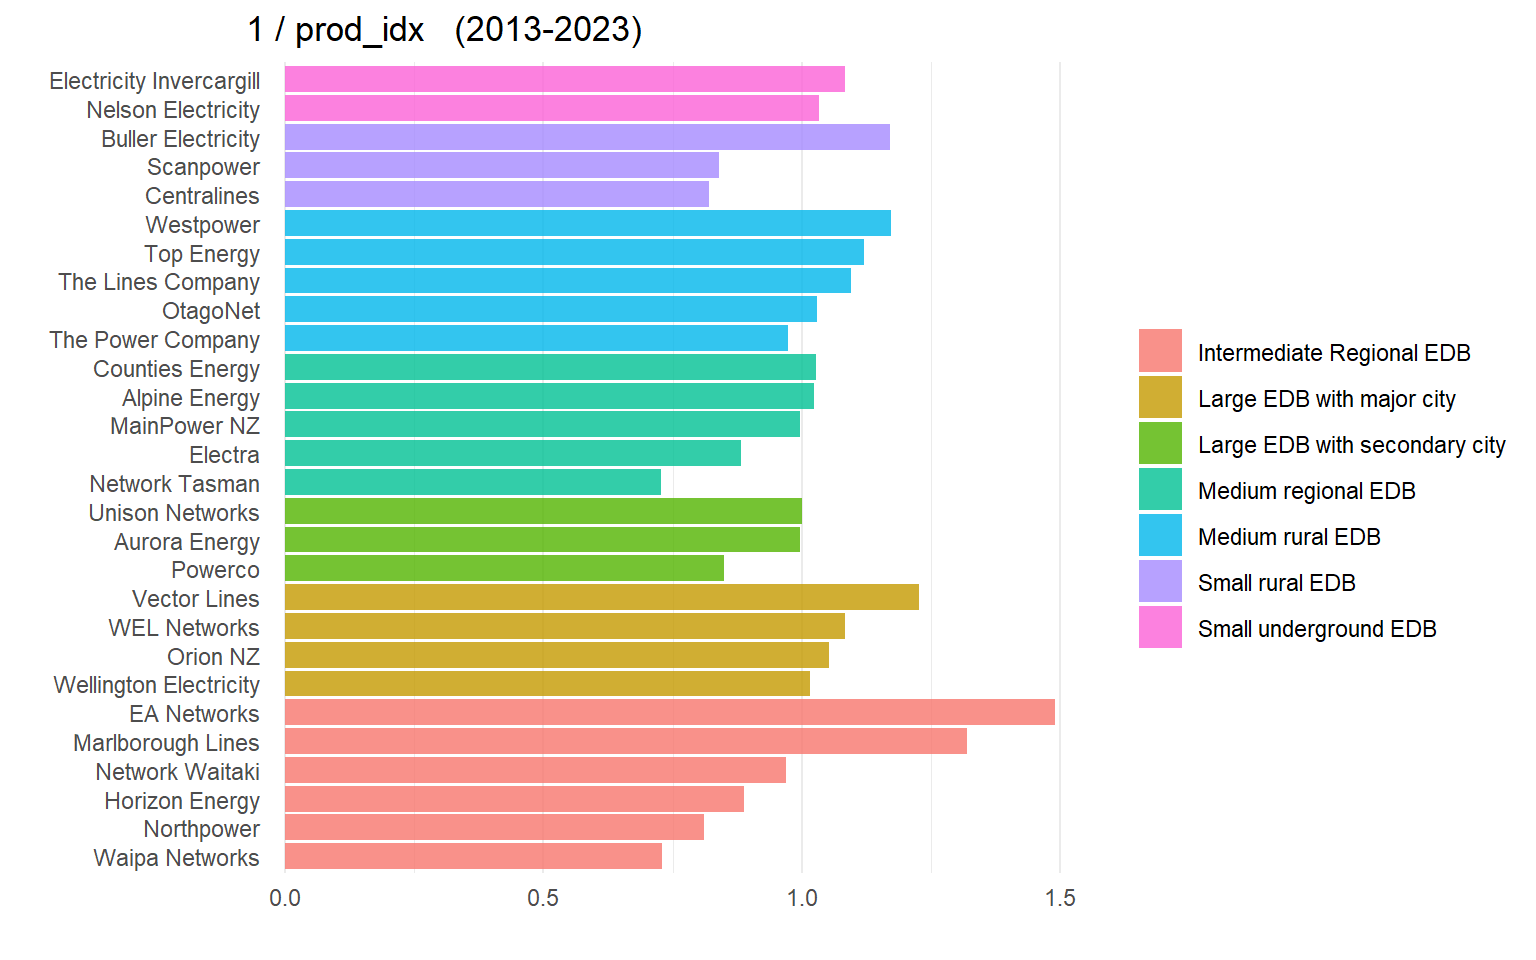 1 / prod_idx (2013-2023)
Electricity Invercargill
Nelson Electricity
Buller Electricity
Scanpower
Centralines
Westpower
Top Energy
The Lines Company
OtagoNet
The Power Company
Counties Energy
Alpine Energy
MainPower NZ
Electra
Network Tasman
Unison Networks
Aurora Energy
Powerco
Vector Lines
WEL Networks
Orion NZ
Wellington Electricity
EA Networks
Marlborough Lines
Network Waitaki
Horizon Energy
Northpower
Waipa Networks
0.0 0.5 1.0 1.5
Intermediate Regional EDB
Large EDB with major city
Large EDB with secondary city
Medium regional EDB
Medium rural EDB
Small rural EDB
Small underground EDB